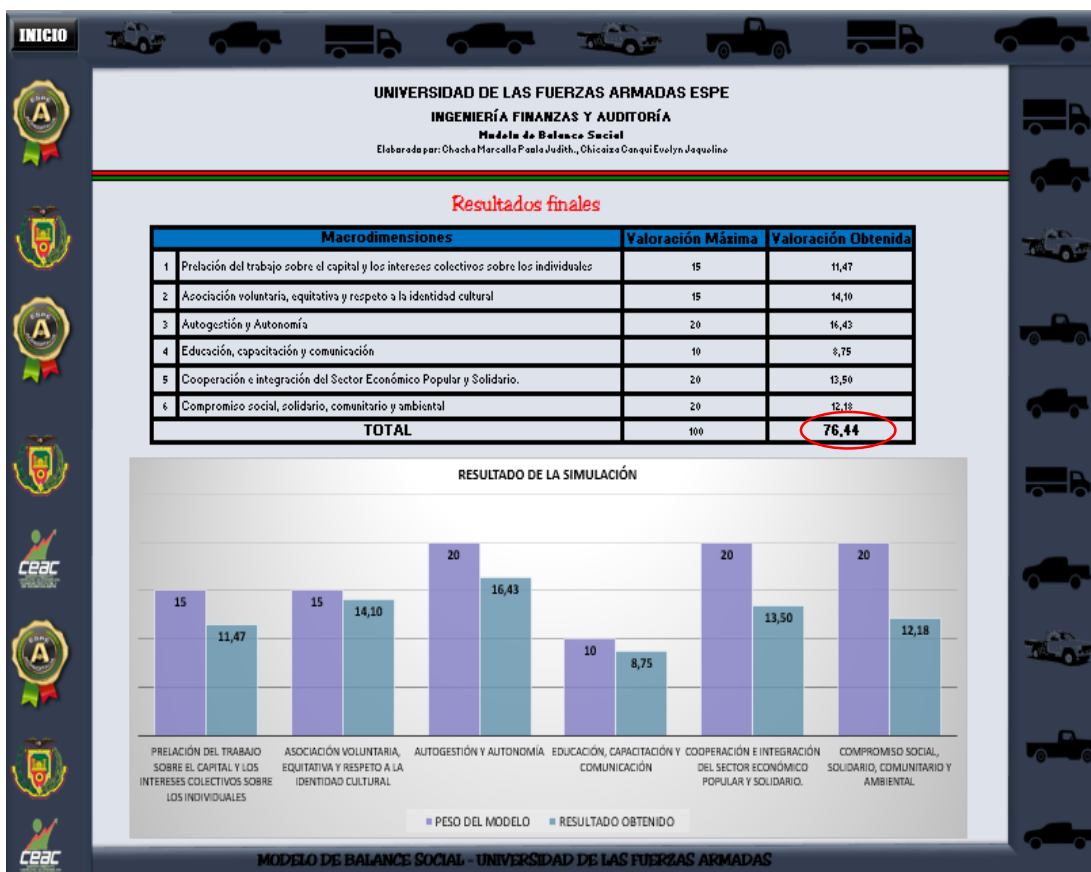 INICIO
UNIVERSIDAD DE LAS FUERZAS ARMADAS ESPE
INGENIERÍA FINANZAS Y AUDITORÍA
Modelo de Balance Social
Elaborado por: Chacha Marcalla Paola Judith., Chicaiza Canqui Evelyn Jaqueline
Resultados finales
Macrodimensiones Valoración Máxima Valoración Obtenida
1 Prelación del trabajo sobre el capital y los intereses colectivos sobre los individuales 15 11,47
2 Asociación voluntaria, equitativa y respeto a la identidad cultural 15 14,10
3 Autogestión y Autonomía 20 16,43
4 Educación, capacitación y comunicación 10 8,75
5 Cooperación e integración del Sector Económico Popular y Solidario. 20 13,50
6 Compromiso social, solidario, comunitario y ambiental 20 12,18
TOTAL 100 76,44
RESULTADO DE LA SIMULACIÓN
15 11,47 15 14,10 20 16,43 10 8,75 20 13,50 20 12,18
PRELACIÓN DEL TRABAJO
SOBRE EL CAPITAL Y LOS
INTERESES COLECTIVOS SOBRE
LOS INDIVIDUALES
ASOCIACIÓN VOLUNTARIA,
EQUITATIVA Y RESPETO A LA
IDENTIDAD CULTURAL
AUTOGESTIÓN Y AUTONOMÍA
EDUCACIÓN, CAPACITACIÓN Y
COMUNICACIÓN
COOPERACIÓN E INTEGRACIÓN
DEL SECTOR ECONÓMICO
POPULAR Y SOLIDARIO.
COMPROMISO SOCIAL,
SOLIDARIO, COMUNITARIO Y
AMBIENTAL
PESO DEL MODELO RESULTADO OBTENIDO
MODELO DE BALANCE SOCIAL - UNIVERSIDAD DE LAS FUERZAS ARMADAS
ESPE
A
ESPE
A
ceac
ESPE
A
ceac